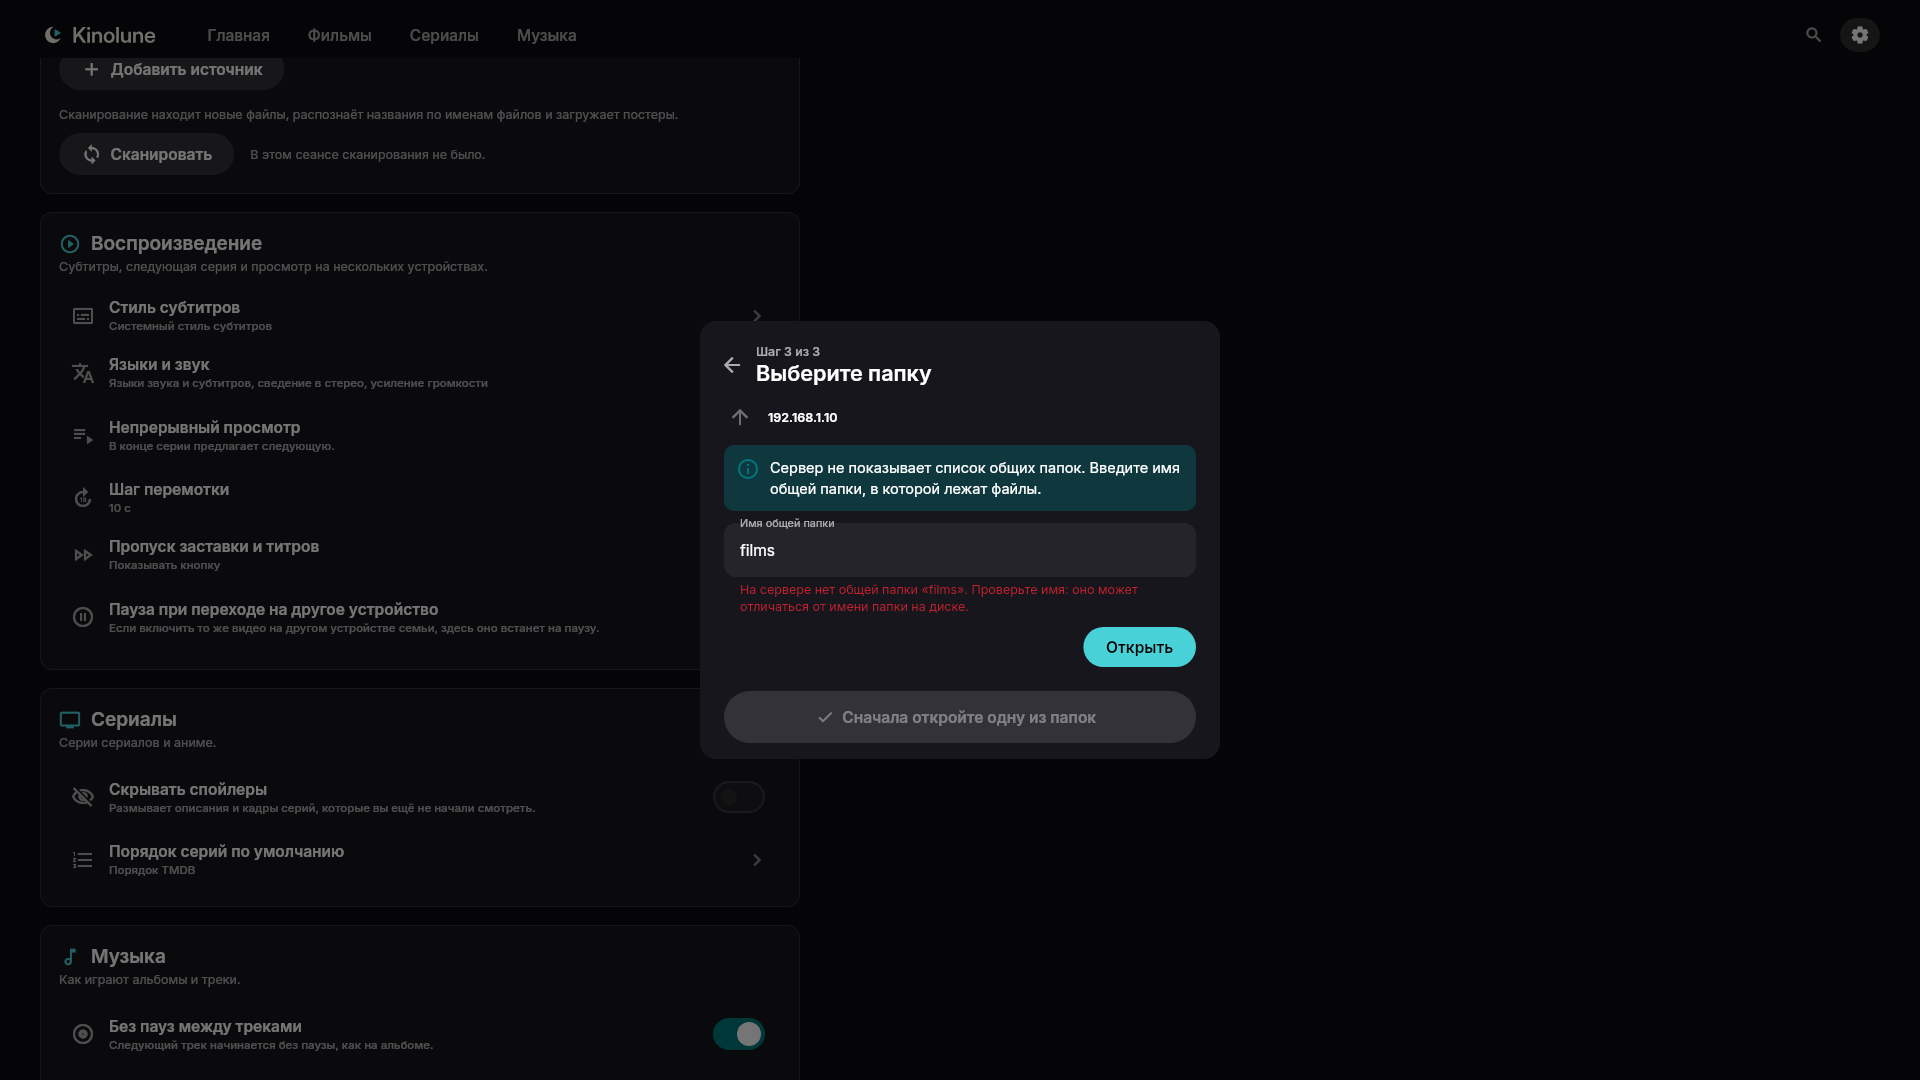 Kinolune
Главная
Фильмы
Сериалы
Музыка
Добавить источник
Сканирование находит новые файлы, распознаёт названия по именам файлов и загружает постеры.
Сканировать
В этом сеансе сканирования не было.
Воспроизведение
Субтитры, следующая серия и просмотр на нескольких устройствах.
Стиль субтитров
Системный стиль субтитров
Языки и звук
Языки звука и субтитров, сведение в стерео, усиление громкости
Непрерывный просмотр
В конце серии предлагает следующую.
Шаг перемотки
10 с
Пропуск заставки и титров
Показывать кнопку
Пауза при переходе на другое устройство
Если включить то же видео на другом устройстве семьи, здесь оно встанет на паузу.
Сериалы
Серии сериалов и аниме.
Скрывать спойлеры
Размывает описания и кадры серий, которые вы ещё не начали смотреть.
Порядок серий по умолчанию
Порядок TMDB
Музыка
Как играют альбомы и треки.
Без пауз между треками
Следующий трек начинается без паузы, как на альбоме.
Шаг 3 из 3
Выберите папку
192.168.1.10
Сервер не показывает список общих папок. Введите имя
общей папки, в которой лежат файлы.
Имя общей папки
films
На сервере нет общей папки «films». Проверьте имя: оно может
отличаться от имени папки на диске.
Открыть
Сначала откройте одну из папок